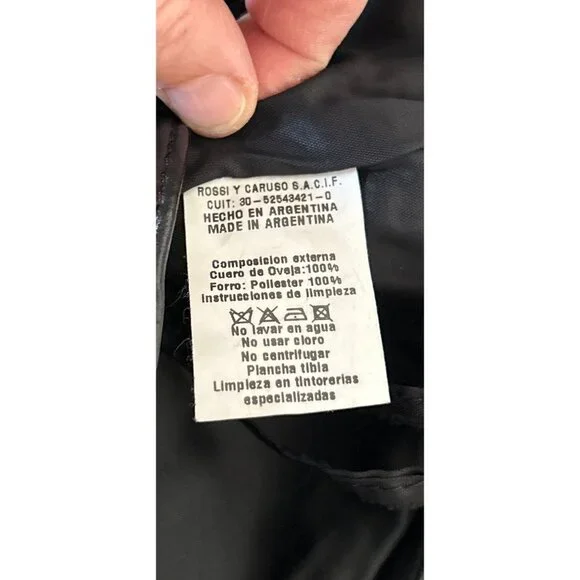 ROSSI Y CARUSO S.A.C.I.F.
CUIT: 30-52543421-0
HECHO EN ARGENTINA
MADE IN ARGENTINA
Composicion externa
Cuero de Oveja:100%
Forro: Poliester 100%
Instrucciones de limpieza
No lavar en agua
No usar cloro
No centrifugar
Plancha tibia
Limpieza en tintorerias
especializadas